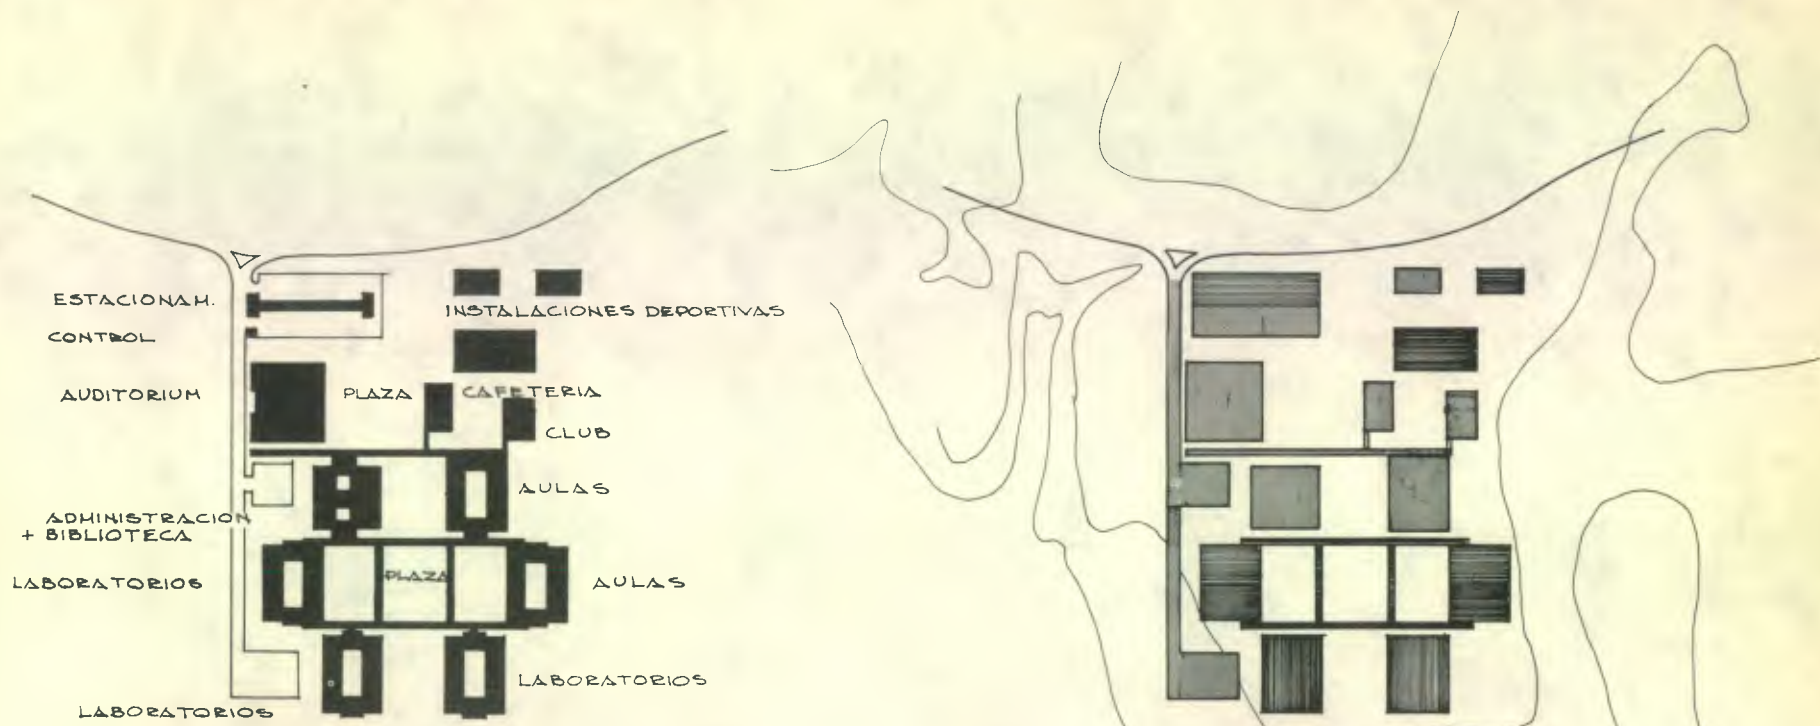 ESTACIONAM.
INSTALACIONES DEPORTIVAS
CONTROL
AUDITORIUM
PLAZA
CAFETERIA
CLUB
AULAS
ADMINISTRACION
+ BIBLIOTECA
PLAZA
LABORATORIOS
AULAS
LABORATORIOS
LABORATORIOS